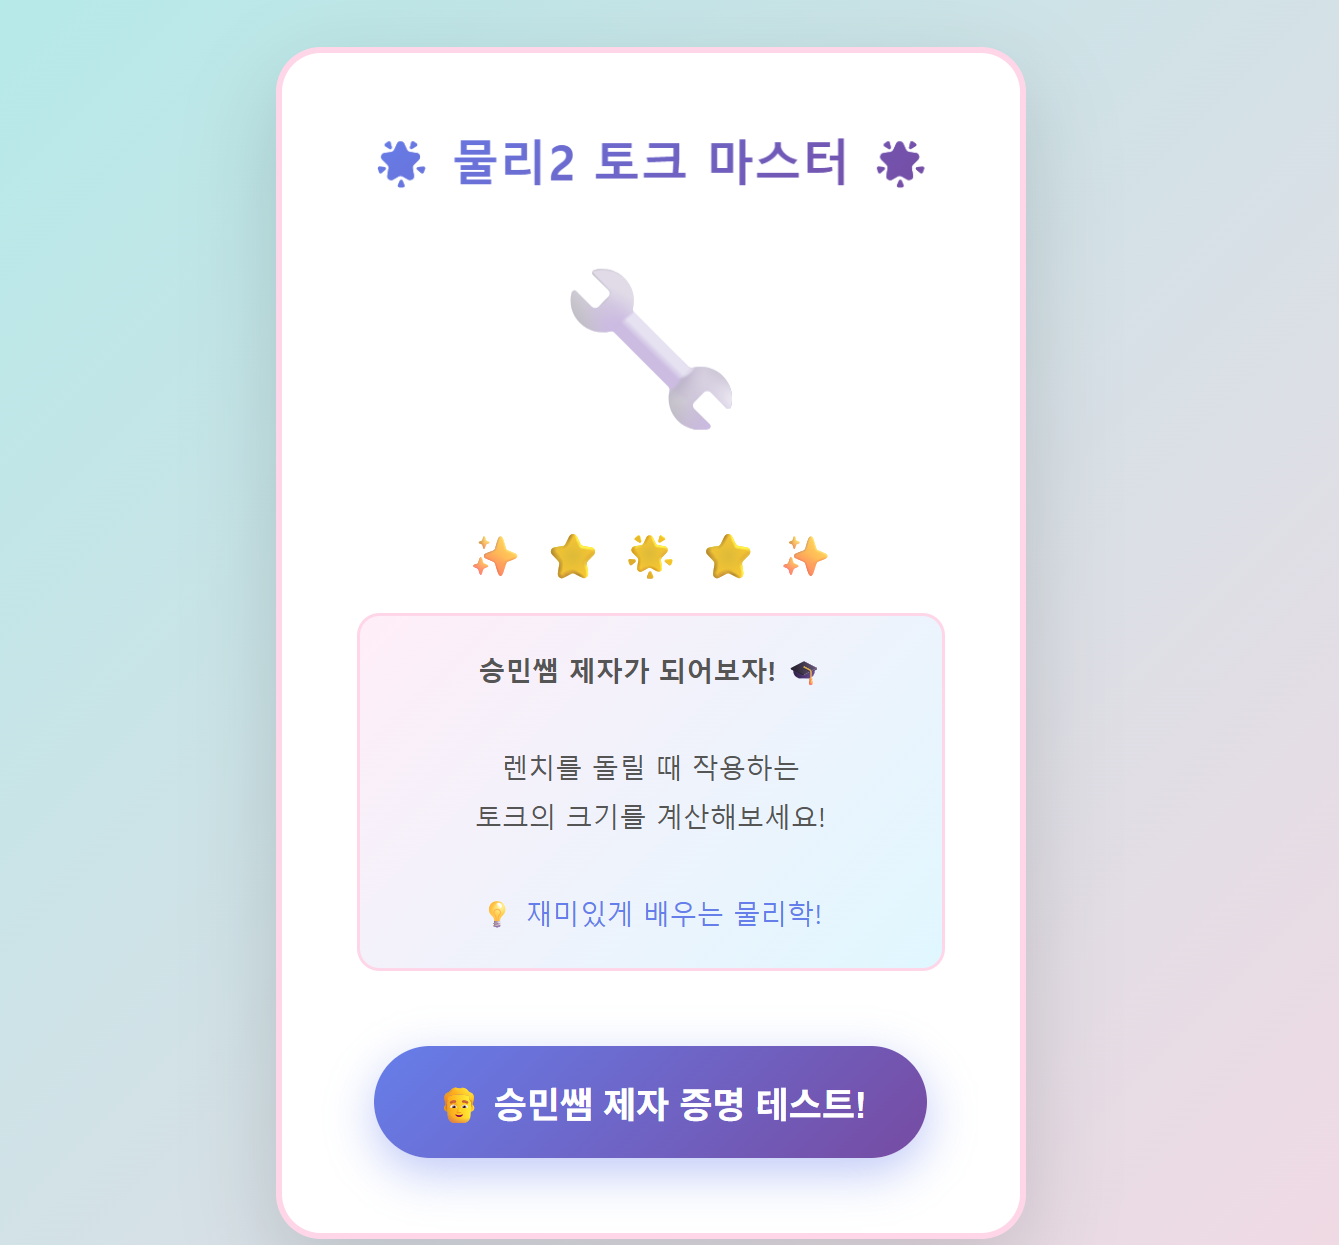 🌟 물리2 토크 마스터 🌟
승민쌤 제자가 되어보자! 🎓
렌치를 돌릴 때 작용하는
토크의 크기를 계산해보세요!
💡 재미있게 배우는 물리학!
👨‍🦳 승민쌤 제자 증명 테스트!